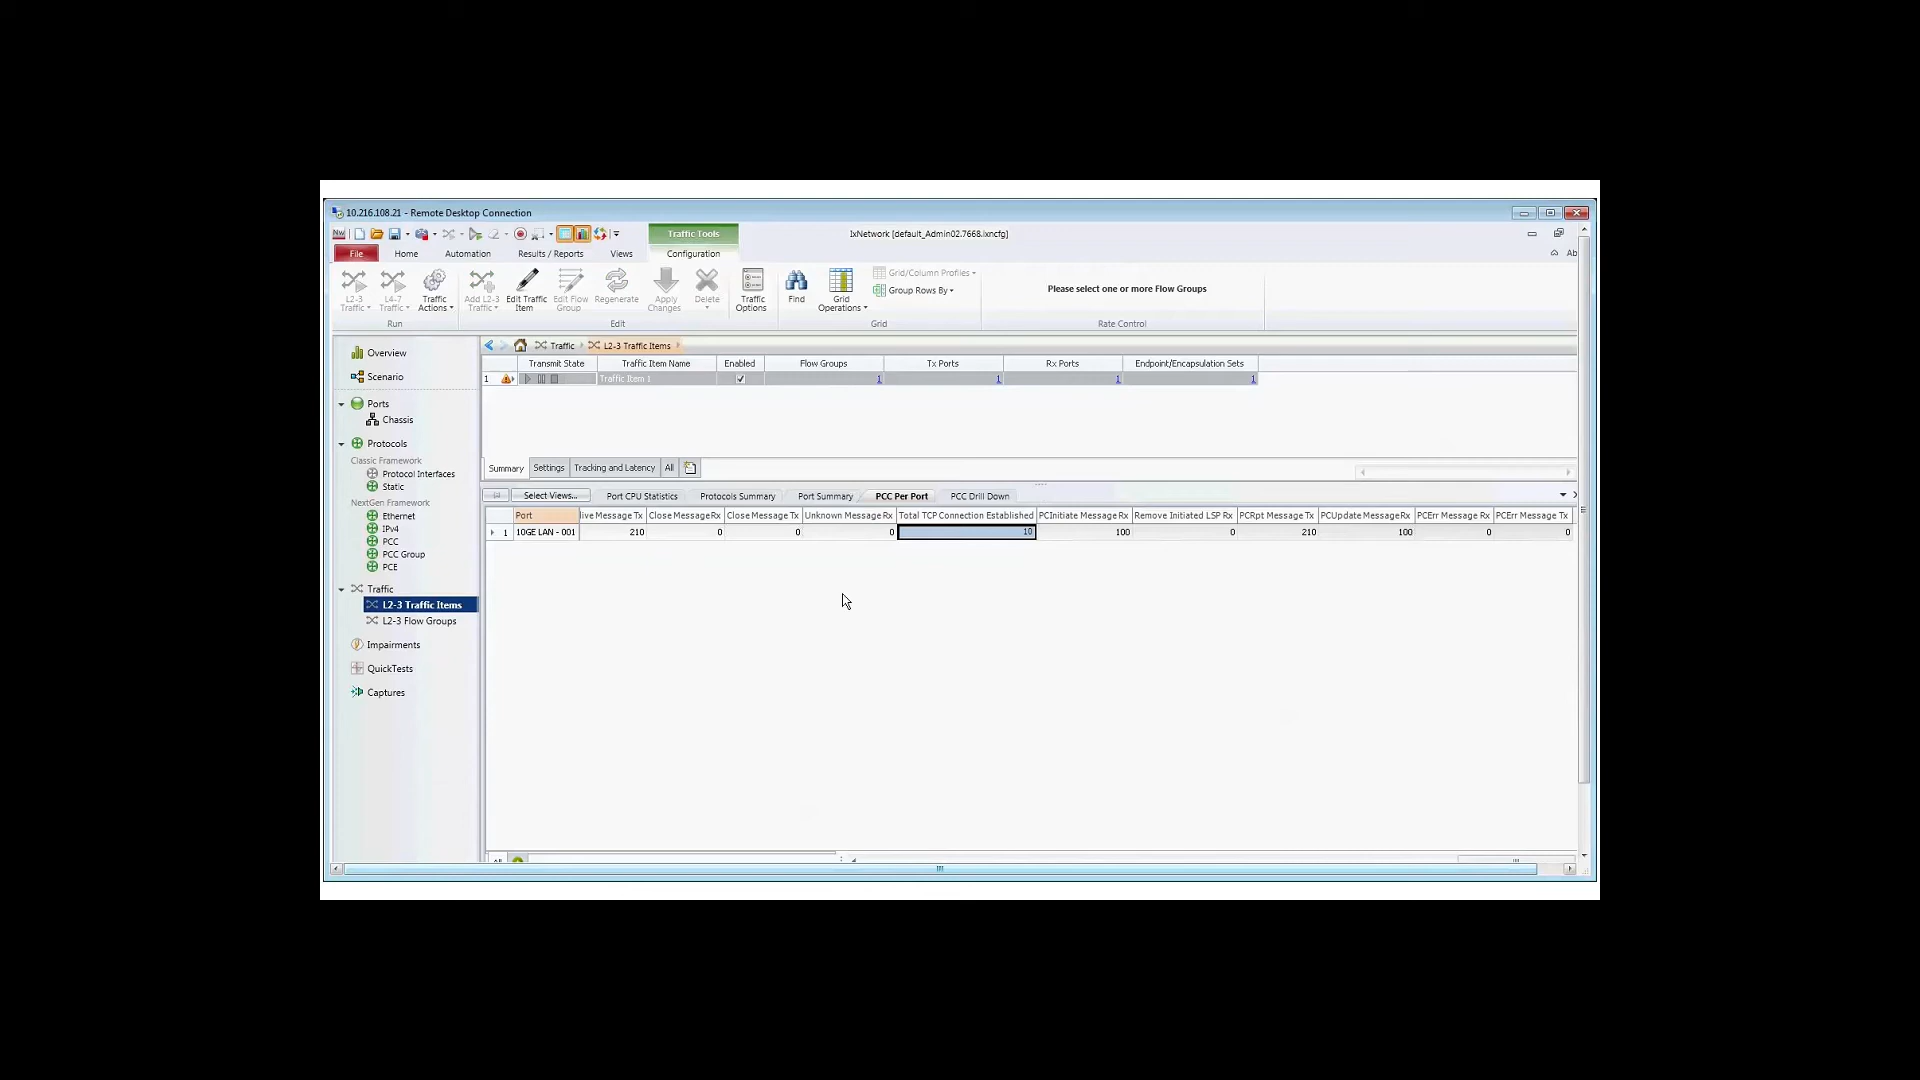 10.216.108.21 - Remote Desktop Connection
Traffic Tools
IxNetwork [default_Admin02.7668.ixncfg]
File Home Automation Results / Reports Views Configuration
L2-3 Traffic
L4-7 Traffic
Traffic Actions
Add L2-3 Traffic
Edit Traffic Item
Edit Flow Group
Regenerate
Apply Changes
Delete
Traffic Options
Find
Grid Operations
Grid/Column Profiles
Group Rows By
Please select one or more Flow Groups
Run Edit Grid Rate Control
Overview
Scenario
Ports
Chassis
Protocols
Classic Framework
Protocol Interfaces
Static
NextGen Framework
Ethernet
IPv4
PCC
PCC Group
PCE
Traffic
L2-3 Traffic Items
L2-3 Flow Groups
Impairments
QuickTests
Captures
Traffic L2-3 Traffic Items
Transmit State Traffic Item Name Enabled Flow Groups Tx Ports Rx Ports Endpoint/Encapsulation Sets
1 Traffic Item 1 1 1 1 1
Summary Settings Tracking and Latency All
Select Views... Port CPU Statistics Protocols Summary Port Summary PCC Per Port PCC Drill Down
Port live Message Tx Close Message Rx Close Message Tx Unknown Message Rx Total TCP Connection Established PCInitiate Message Rx Remove Initiated LSP Rx PCRpt Message Tx PCUpdate Message Rx PCErr Message Rx PCErr Message Tx
1 10GE LAN - 001 210 0 0 0 10 100 0 210 100 0 0